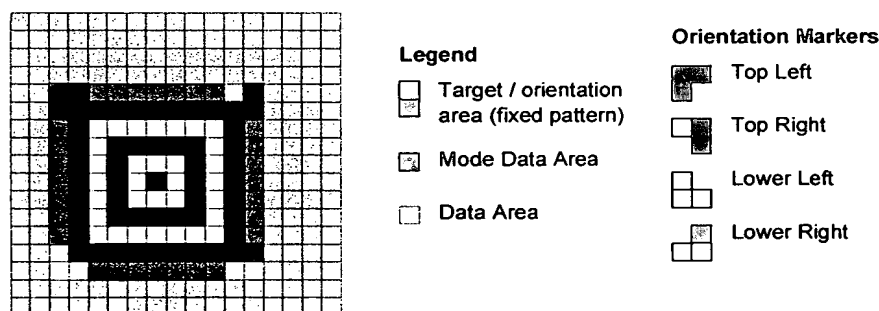 Legend
Target / orientation
area (fixed pattern)
Mode Data Area
Data Area
Orientation Markers
Top Left
Top Right
Lower Left
Lower Right